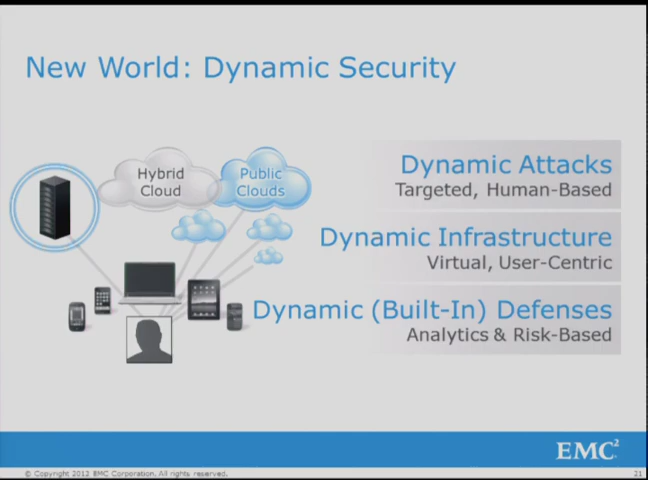 New World: Dynamic Security
Hybrid
Cloud
Public
Clouds
Dynamic Attacks
Targeted, Human-Based
Dynamic Infrastructure
Virtual, User-Centric
Dynamic (Built-In) Defenses
Analytics & Risk-Based
EMC²
© Copyright 2012 EMC Corporation. All rights reserved.
21